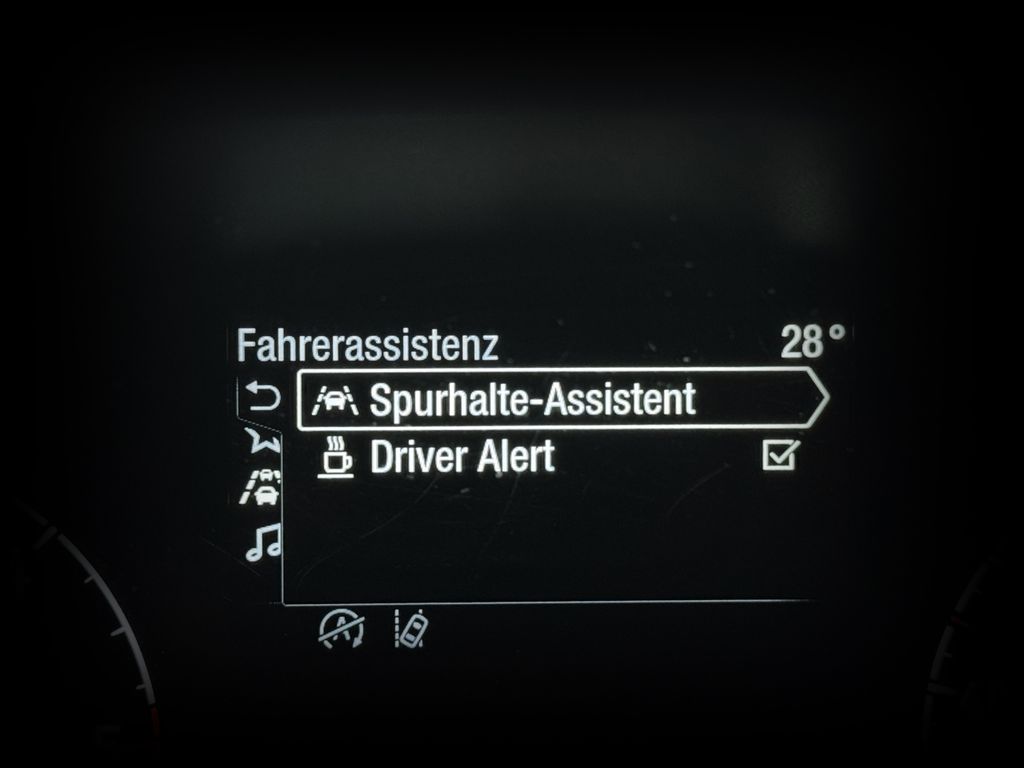 Fahrerassistenz 28°
Spurhalte-Assistent
Driver Alert